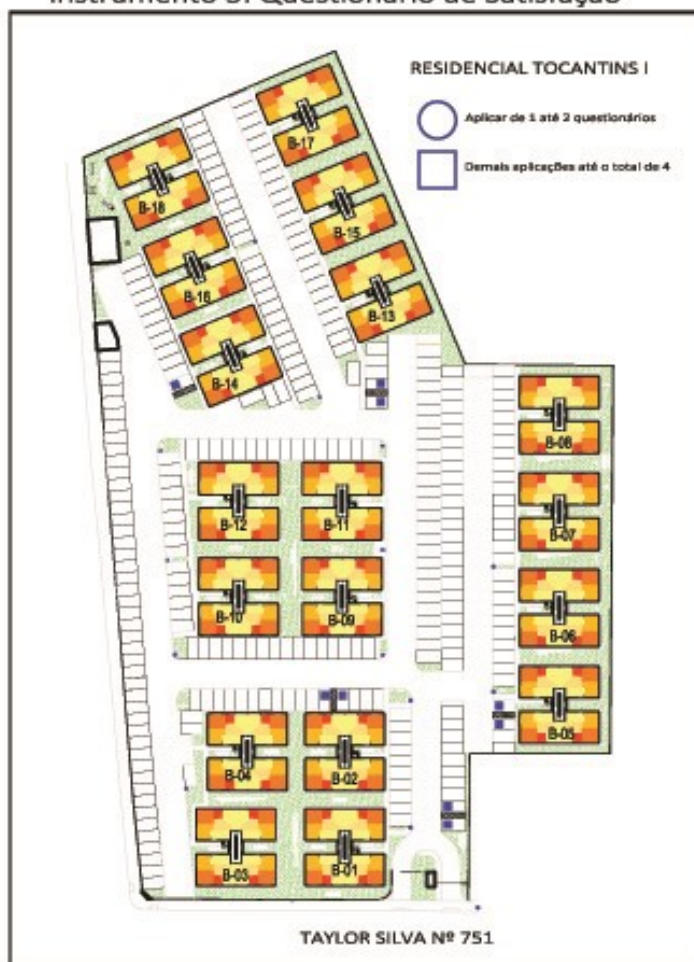 Instrumento 3: Questionário de Satisfação
RESIDENCIAL TOCANTINS I
Aplicar de 1 até 2 questionários
Demais aplicações até o total de 4
B-17
B-18
B-15
B-16
B-13
B-14
B-08
B-12
B-11
B-07
B-10
B-09
B-06
B-05
B-04
B-02
B-03
B-01
TAYLOR SILVA Nº 751